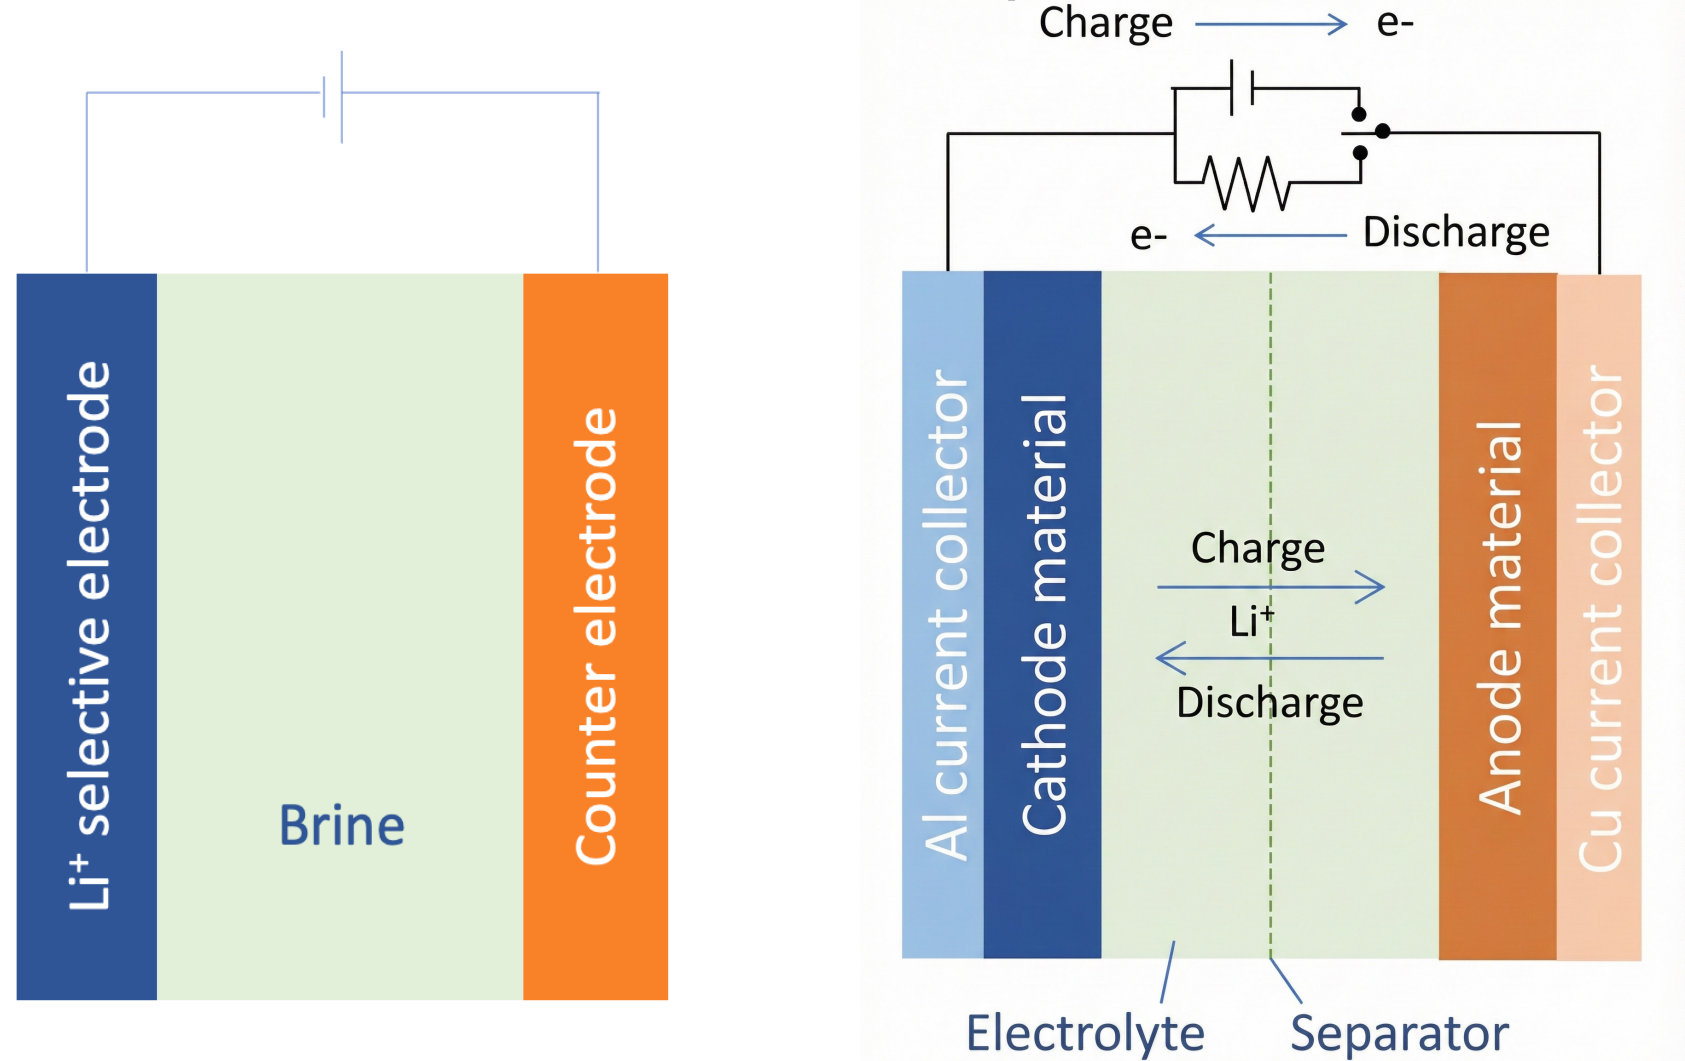 Li⁺ selective electrode
Brine
Counter electrode
Charge e-
e- Discharge
Al current collector
Cathode material
Charge
Li⁺
Discharge
Anode material
Cu current collector
Electrolyte
Separator